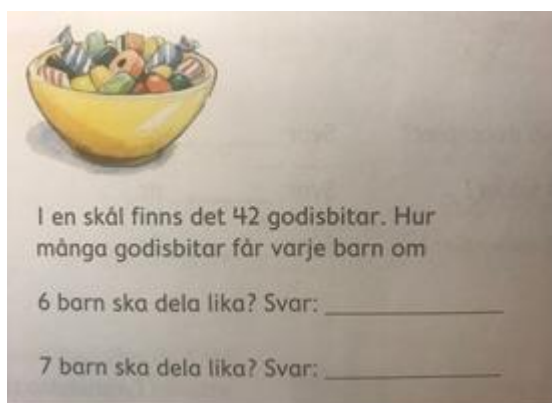 I en skål finns det 42 godisbitar. Hur
många godisbitar får varje barn om
6 barn ska dela lika? Svar:
7 barn ska dela lika? Svar: